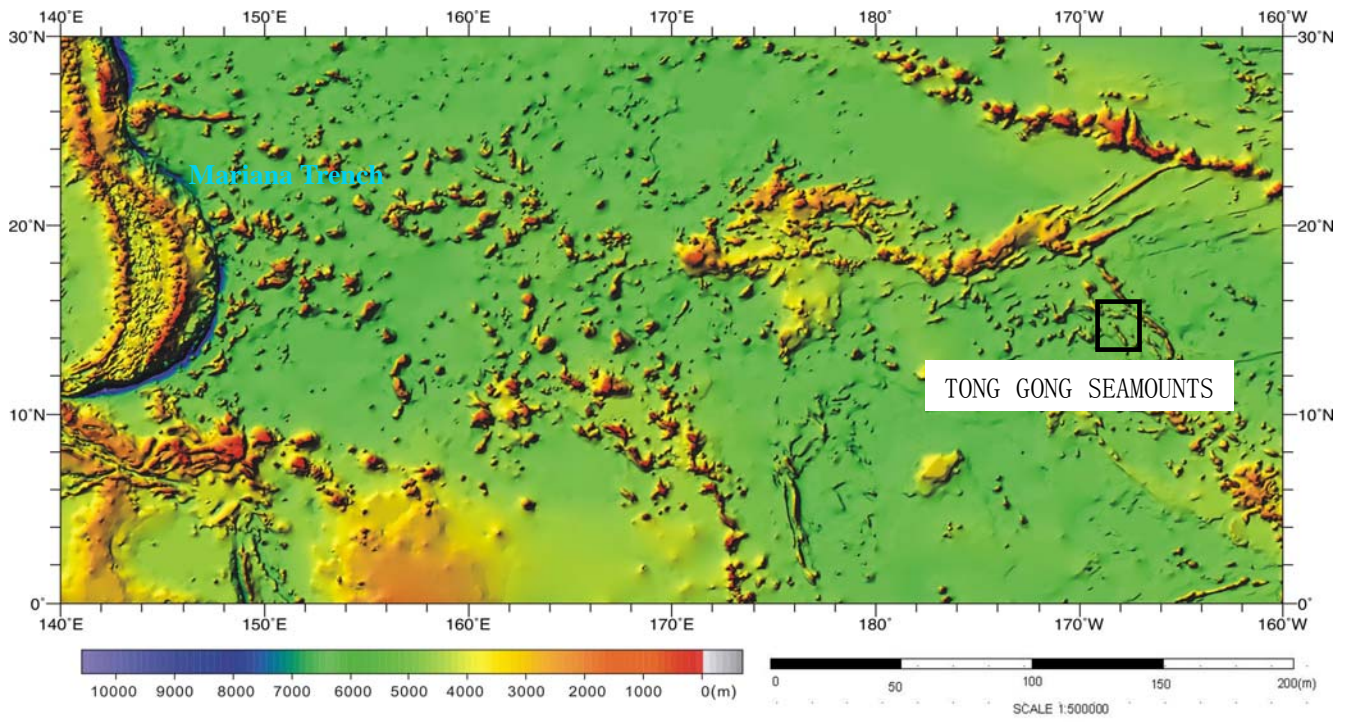 140°E 150°E 160°E 170°E 180° 170°W 160°W
30°N 30°N
Mariana Trench
20°N 20°N
TONG GONG SEAMOUNTS
10°N 10°N
0° 0°
140°E 150°E 160°E 170°E 180° 170°W 160°W
10000 9000 8000 7000 6000 5000 4000 3000 2000 1000 0(m)
0 50 100 150 200(m)
SCALE 1:500000